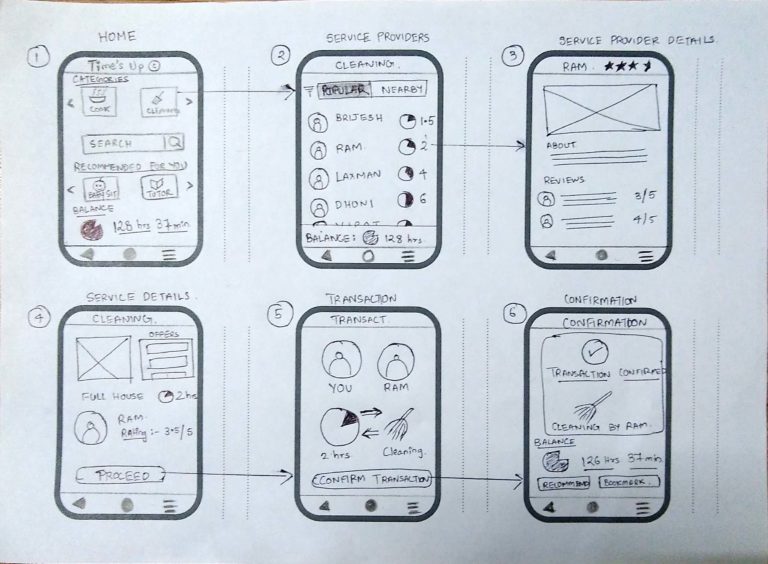 HOME
1
Time's Up
CATEGORIES
COOK
CLEANING
SEARCH
RECOMMENDED FOR YOU
BABY SIT
TUTOR
BALANCE
128 hrs 37 min
SERVICE PROVIDERS
2
CLEANING.
POPULAR NEARBY
BRIJESH 1.5
RAM. 2
LAXMAN 4
DHONI 6
BALANCE: 128 hrs
SERVICE PROVIDER DETAILS.
3
RAM.
ABOUT
REVIEWS
3/5
4/5
SERVICE DETAILS.
4
CLEANING.
OFFERS
FULL HOUSE 2 hr
RAM.
Rating :- 3.5/5
PROCEED
TRANSACTION
5
TRANSACT.
YOU RAM
2 hrs Cleaning.
CONFIRM TRANSACTION
CONFIRMATION
6
CONFIRMATION
TRANSACTION CONFIRMED
CLEANING BY RAM.
BALANCE
126 Hrs 37 min
RECOMMEND BOOKMARK.